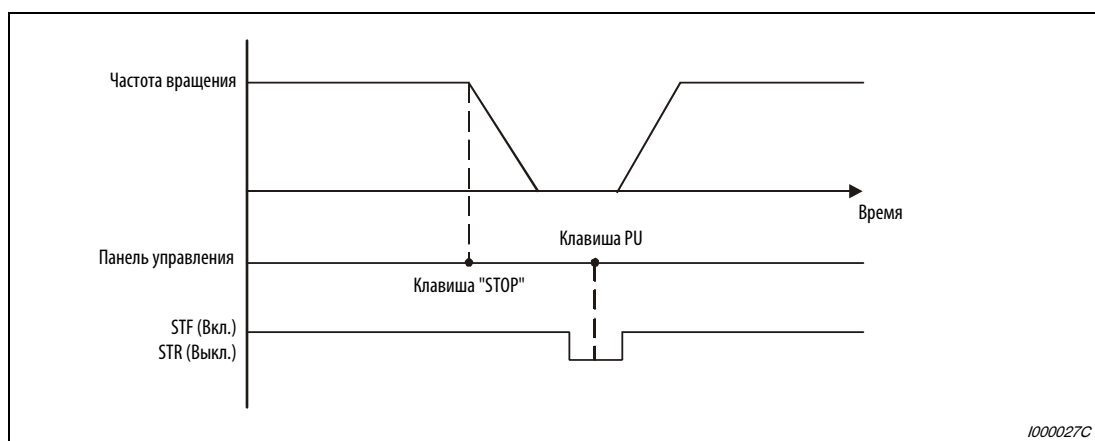 Частота вращения
Время
Клавиша PU
Панель управления
Клавиша "STOP"
STF (Вкл.)
STR (Выкл.)
I000027C